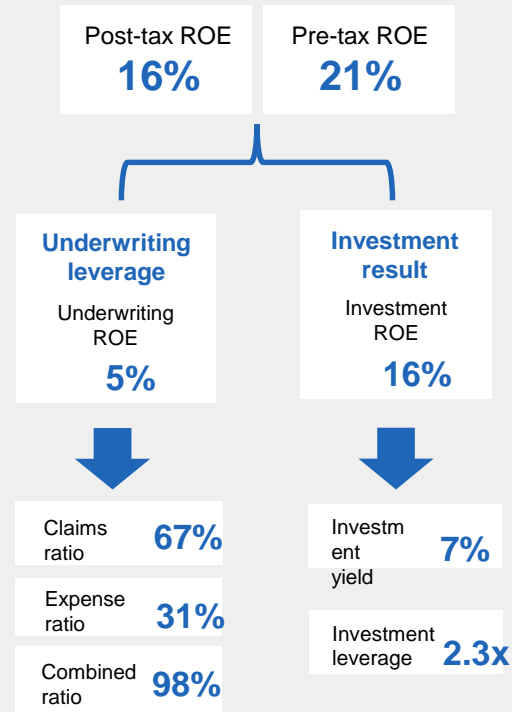 Post-tax ROE
16%
Pre-tax ROE
21%
Underwriting
leverage
Underwriting
ROE
5%
Investment
result
Investment
ROE
16%
Claims
ratio
67%
Expense
ratio
31%
Combined
ratio
98%
Investm
ent
yield
7%
Investment
leverage
2.3x